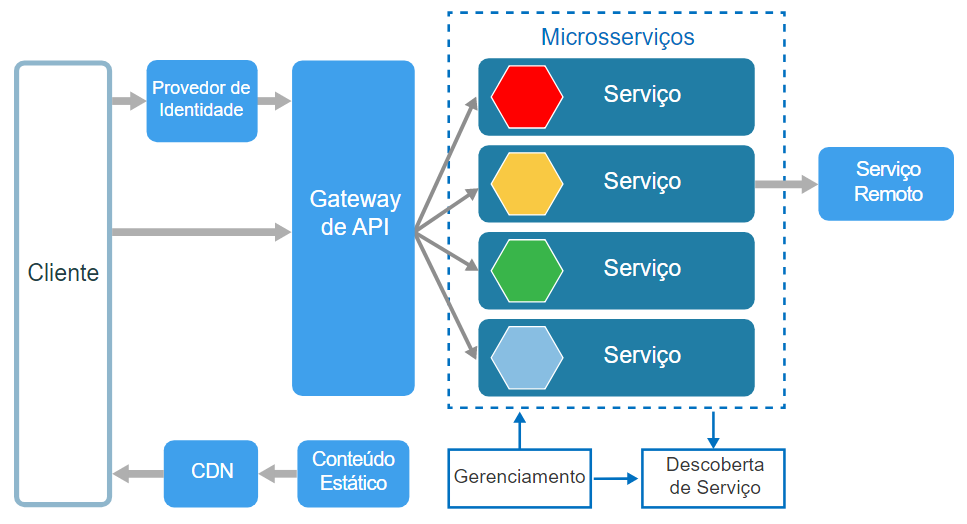 Microsserviços
Cliente
Provedor de
Identidade
Gateway
de API
Serviço
Serviço
Serviço
Serviço
Serviço
Remoto
CDN
Conteúdo
Estático
Gerenciamento
Descoberta
de Serviço